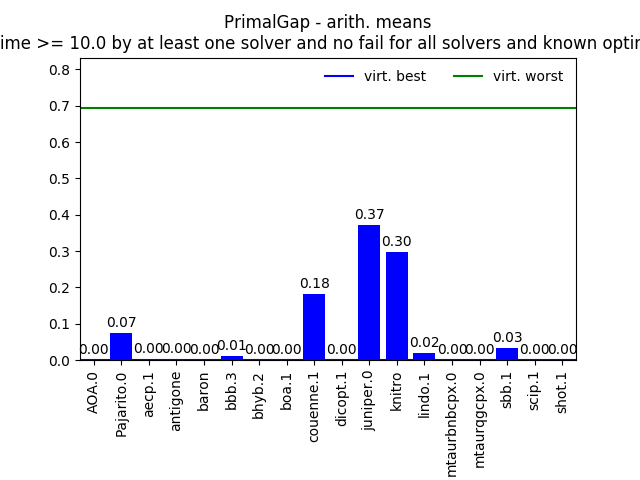 PrimalGap - arith. means
ime >= 10.0 by at least one solver and no fail for all solvers and known optim
virt. best
virt. worst
0.8
0.7
0.6
0.5
0.4
0.3
0.2
0.1
0.0
0.00
0.07
0.00
0.00
0.00
0.01
0.00
0.00
0.18
0.00
0.37
0.30
0.02
0.00
0.00
0.03
0.00
0.00
AOA.0
Pajarito.0
aecp.1
antigone
baron
bbb.3
bhyb.2
boa.1
couenne.1
dicopt.1
juniper.0
knitro
lindo.1
mtaurbnbcpx.0
mtaurqgcpx.0
sbb.1
scip.1
shot.1